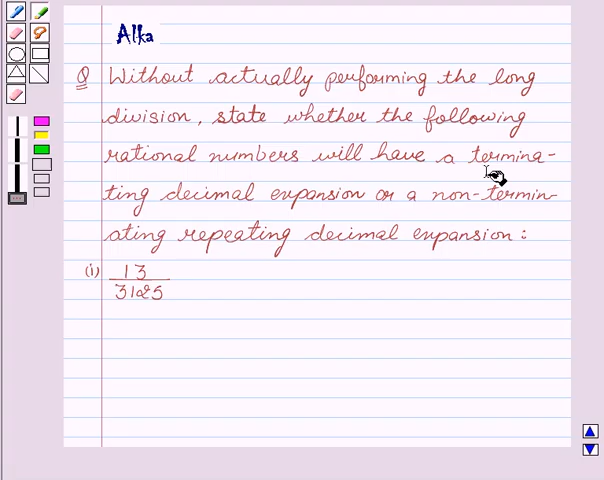 Alka
Q Without actually performing the long
division, state whether the following
rational numbers will have a termina-
ting decimal expansion or a non-termin-
ating repeating decimal expansion:
(i) 13
3125